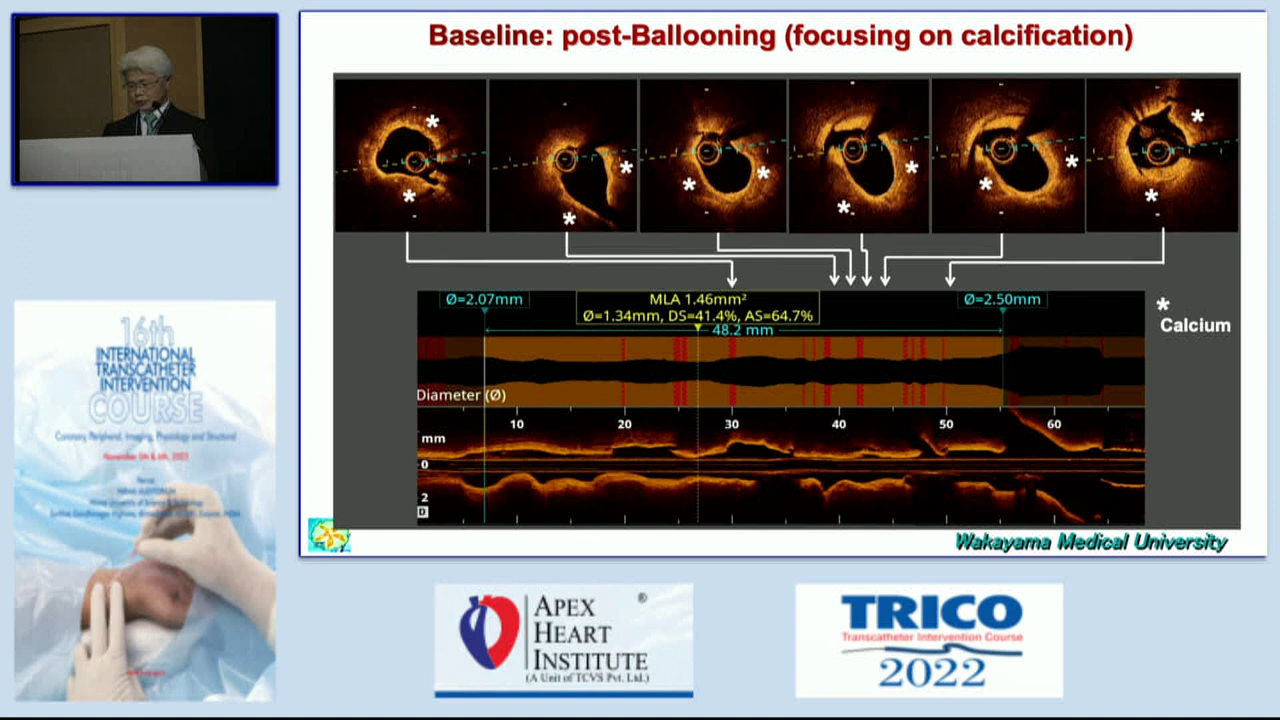 Baseline: post-Ballooning (focusing on calcification)
* *
* *
* *
* *
* *
* *
Ø=2.07mm
MLA 1.46mm²
Ø=1.34mm, DS=41.4%, AS=64.7%
Ø=2.50mm
48.2 mm
*
Calcium
Diameter (Ø)
10 20 30 40 50 60
mm
0
2
D
Wakayama Medical University
16th
INTERNATIONAL
TRANSCATHETER
INTERVENTION
COURSE
Coronary, Peripheral, Imaging, Physiology and Structural
APEX
HEART
INSTITUTE
(A Unit of TCVS Pvt. Ltd.)
®
TRICO
Transcatheter Intervention Course
2022